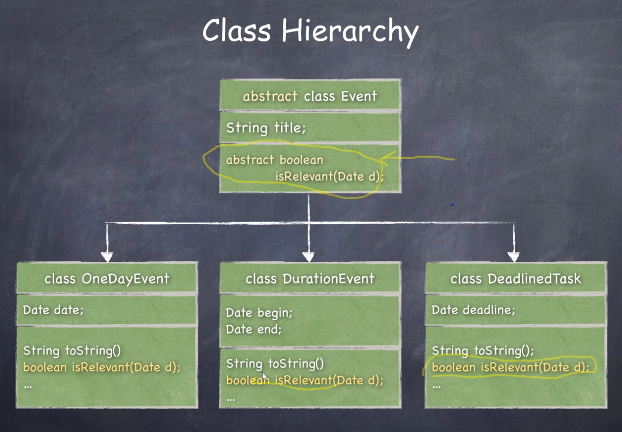 Class Hierarchy
abstract class Event
String title;
abstract boolean
isRelevant(Date d);
class OneDayEvent
Date date;
String toString()
boolean isRelevant(Date d);
...
class DurationEvent
Date begin;
Date end;
String toString()
boolean isRelevant(Date d);
...
class DeadlinedTask
Date deadline;
String toString();
boolean isRelevant(Date d);
...